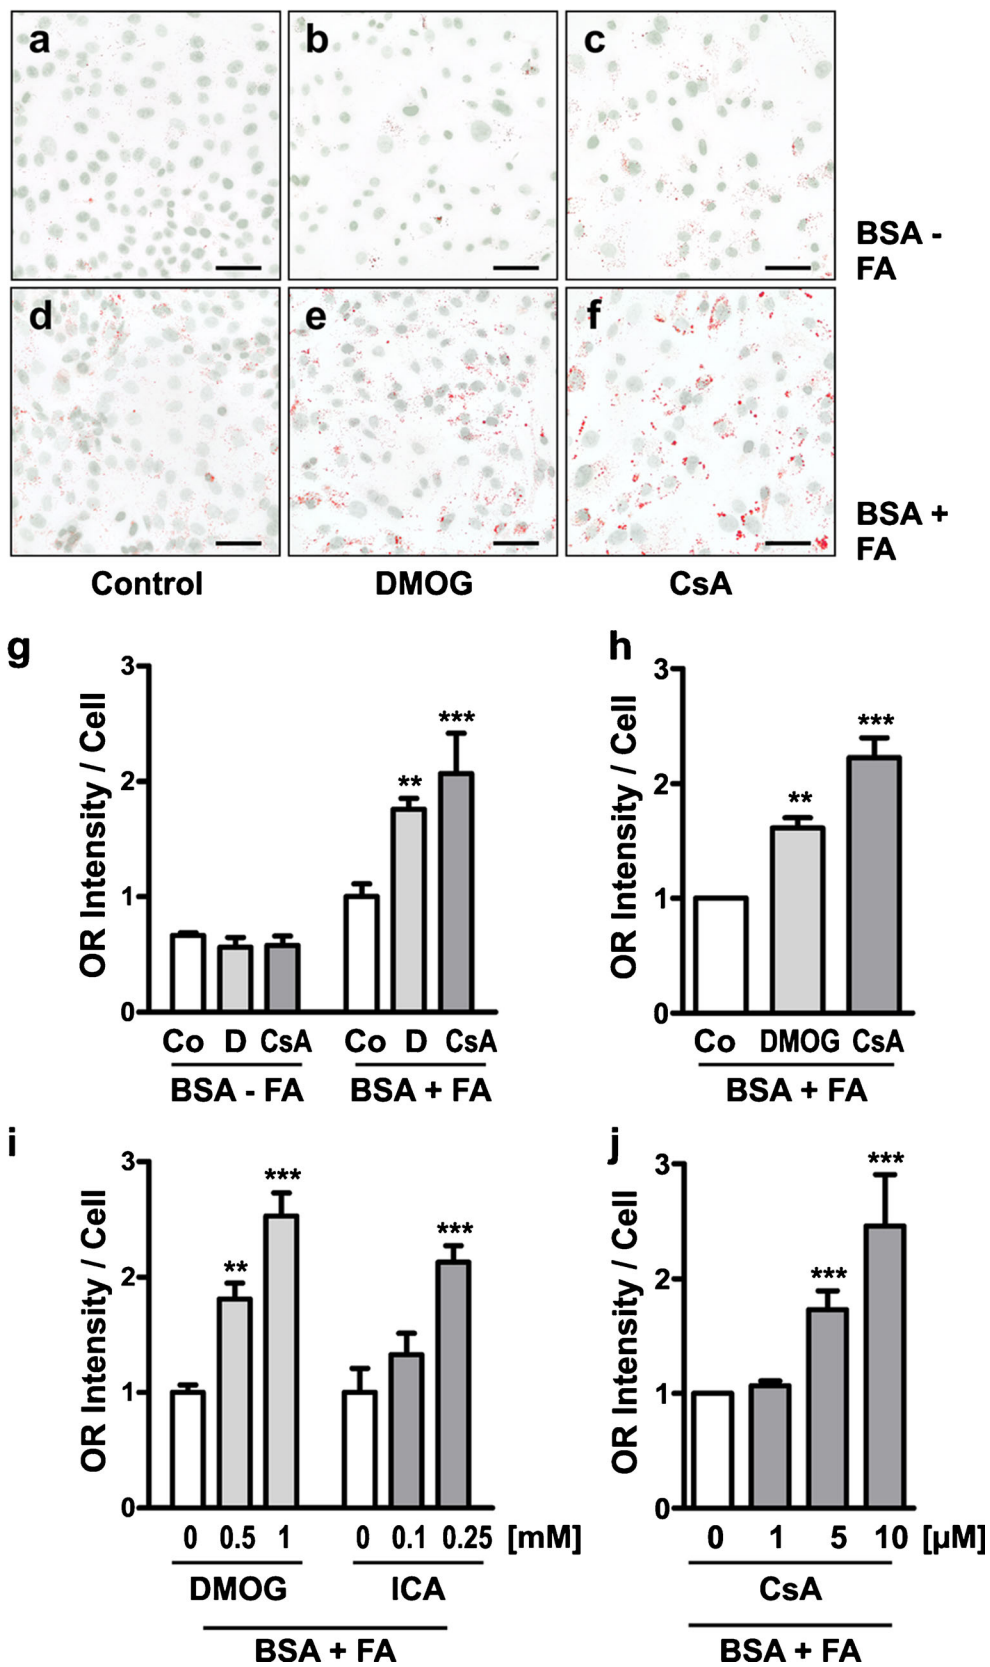 a b c
BSA -
FA
d e f
BSA +
FA
Control DMOG CsA
g
OR Intensity / Cell
3
2
1
0
** ***
Co D CsA Co D CsA
BSA - FA BSA + FA
h
OR Intensity / Cell
3
2
1
0
** ***
Co DMOG CsA
BSA + FA
i
OR Intensity / Cell
3
2
1
0
** *** ***
0 0.5 1 0 0.1 0.25 [mM]
DMOG ICA
BSA + FA
j
OR Intensity / Cell
3
2
1
0
*** ***
0 1 5 10 [µM]
CsA
BSA + FA